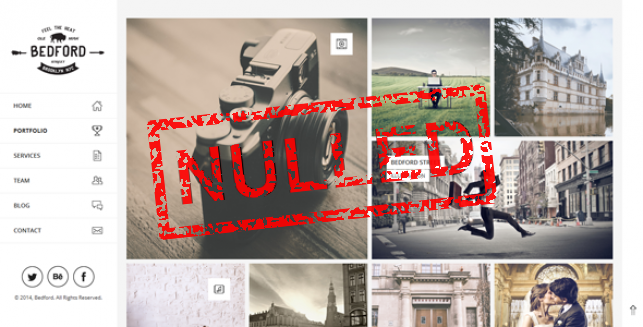 FEEL THE BEAT
BEDFORD
BROOKLYN NYC
HOME
PORTFOLIO
SERVICES
TEAM
BLOG
CONTACT
Bē
© 2014, Bedford. All Rights Reserved.
NULLED
BEDFORD STR